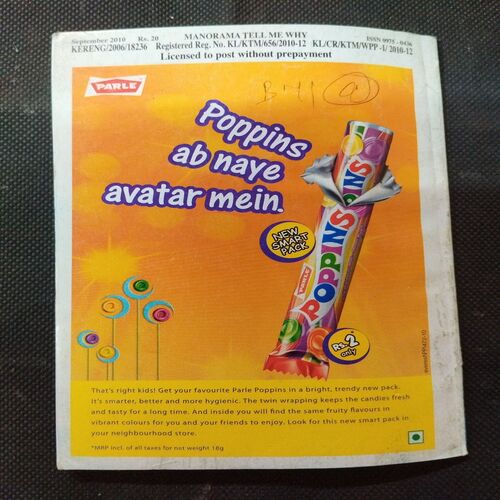 September 2010 Rs. 20 MANORAMA TELL ME WHY ISSN 0975 - 0436
KERENG/2006/18236 Registered Reg. No. KL/KTM/656/2010-12 KL/CR/KTM/WPP -1/ 2010-12
Licensed to post without prepayment
PARLE
Poppins
ab naye
avatar mein.
NEW
SMART
PACK
PARLE
POPPINS
Rs. 2*
only
That's right kids! Get your favourite Parle Poppins in a bright, trendy new pack.
It's smarter, better and more hygienic. The twin wrapping keeps the candies fresh
and tasty for a long time. And inside you will find the same fruity flavours in
vibrant colours for you and your friends to enjoy. Look for this new smart pack in
your neighbourhood store.
*MRP incl. of all taxes for net weight 18g